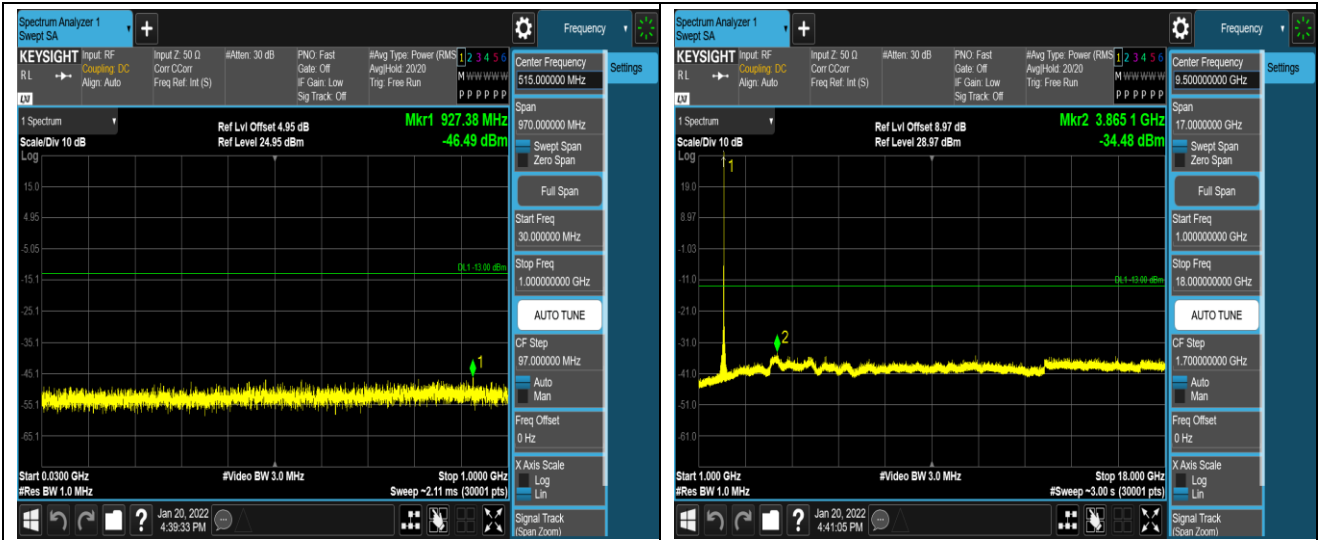 Spectrum Analyzer 1
Swept SA
Frequency
KEYSIGHT
RL
LXI
Input: RF
Coupling: DC
Align: Auto
Input Z: 50 Ω
Corr CCorr
Freq Ref: Int (S)
#Atten: 30 dB
PNO: Fast
Gate: Off
IF Gain: Low
Sig Track: Off
#Avg Type: Power (RMS
Avg|Hold: 20/20
Trig: Free Run
1 2 3 4 5 6
M W W W W W
P P P P P P
Center Frequency
515.000000 MHz
Settings
Span
970.000000 MHz
Swept Span
Zero Span
Full Span
Start Freq
30.000000 MHz
Stop Freq
1.000000000 GHz
AUTO TUNE
CF Step
97.000000 MHz
Auto
Man
Freq Offset
0 Hz
X Axis Scale
Log
Lin
Signal Track
(Span Zoom)
1 Spectrum
Scale/Div 10 dB
Log
Ref Lvl Offset 4.95 dB
Ref Level 24.95 dBm
Mkr1 927.38 MHz
-46.49 dBm
15.0
4.95
-5.05
DL1 -13.00 dBm
-15.1
-25.1
-35.1
1
-45.1
-55.1
-65.1
Start 0.0300 GHz
#Res BW 1.0 MHz
#Video BW 3.0 MHz
Stop 1.0000 GHz
Sweep ~2.11 ms (30001 pts)
?
Jan 20, 2022
4:39:33 PM
Spectrum Analyzer 1
Swept SA
Frequency
KEYSIGHT
RL
LXI
Input: RF
Coupling: DC
Align: Auto
Input Z: 50 Ω
Corr CCorr
Freq Ref: Int (S)
#Atten: 30 dB
PNO: Fast
Gate: Off
IF Gain: Low
Sig Track: Off
#Avg Type: Power (RMS
Avg|Hold: 20/20
Trig: Free Run
1 2 3 4 5 6
M W W W W W
P P P P P P
Center Frequency
9.500000000 GHz
Settings
Span
17.0000000 GHz
Swept Span
Zero Span
Full Span
Start Freq
1.000000000 GHz
Stop Freq
18.000000000 GHz
AUTO TUNE
CF Step
1.700000000 GHz
Auto
Man
Freq Offset
0 Hz
X Axis Scale
Log
Lin
Signal Track
(Span Zoom)
1 Spectrum
Scale/Div 10 dB
Log
Ref Lvl Offset 8.97 dB
Ref Level 28.97 dBm
Mkr2 3.865 1 GHz
-34.48 dBm
1
19.0
8.97
-1.03
-11.0
DL1 -13.00 dBm
-21.0
-31.0
2
-41.0
-51.0
-61.0
Start 1.000 GHz
#Res BW 1.0 MHz
#Video BW 3.0 MHz
Stop 18.000 GHz
#Sweep ~3.00 s (30001 pts)
?
Jan 20, 2022
4:41:05 PM